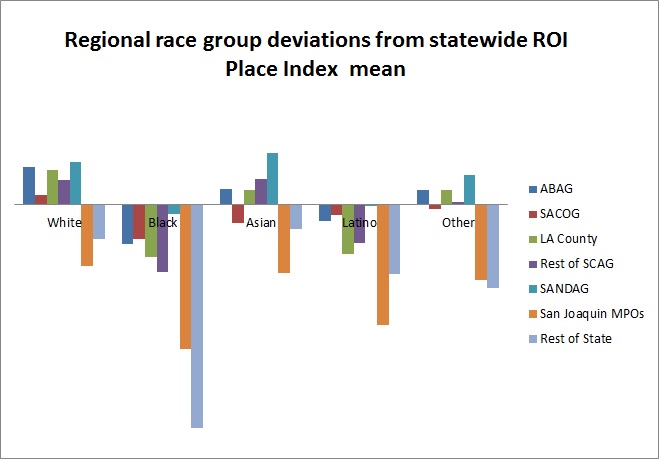 Regional race group deviations from statewide ROI
Place Index mean
White
Black
Asian
Latino
Other
ABAG
SACOG
LA County
Rest of SCAG
SANDAG
San Joaquin MPOs
Rest of State